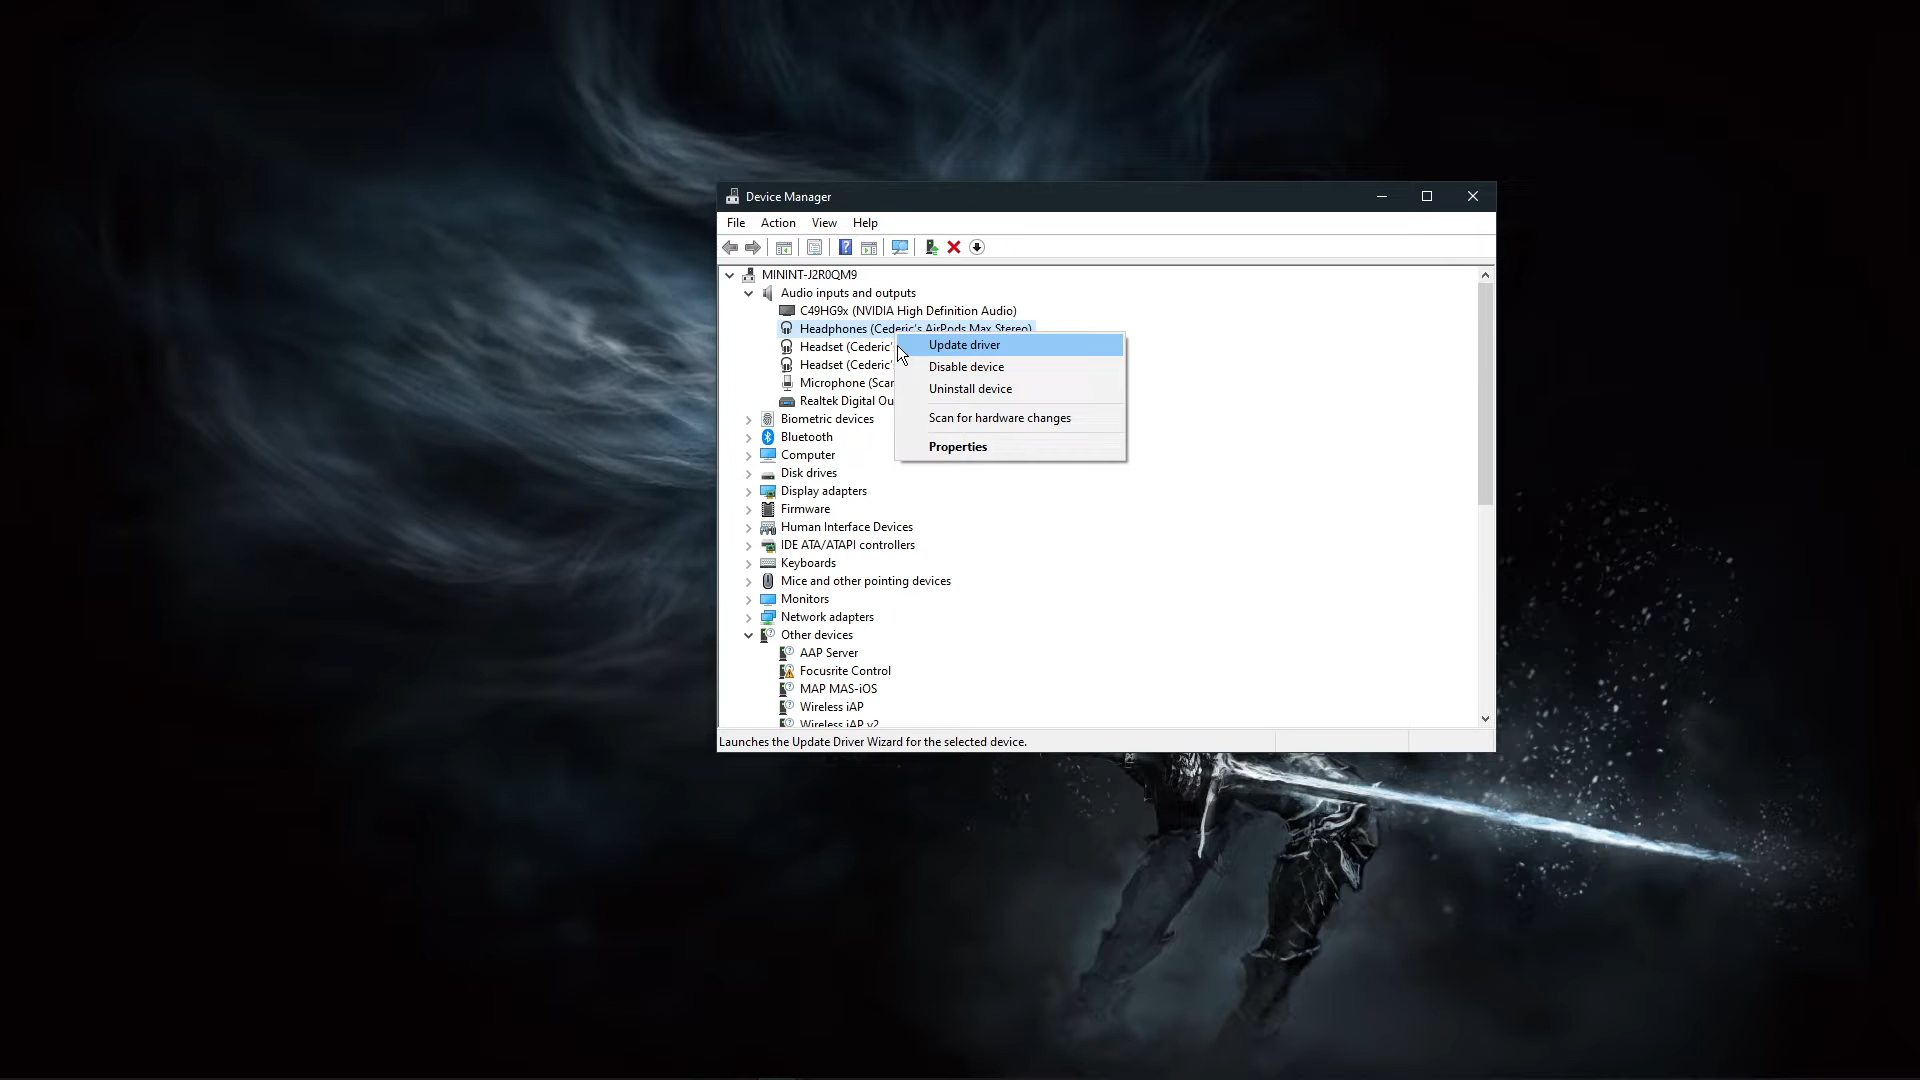 Device Manager
File Action View Help
MININT-J2R0QM9
Audio inputs and outputs
C49HG9x (NVIDIA High Definition Audio)
Headphones (Cederic's AirPods Max Stereo)
Headset (Cederic'
Headset (Cederic'
Microphone (Scar
Realtek Digital Ou
Update driver
Disable device
Uninstall device
Scan for hardware changes
Properties
Biometric devices
Bluetooth
Computer
Disk drives
Display adapters
Firmware
Human Interface Devices
IDE ATA/ATAPI controllers
Keyboards
Mice and other pointing devices
Monitors
Network adapters
Other devices
AAP Server
Focusrite Control
MAP MAS-iOS
Wireless iAP
Wireless iAP v2
Launches the Update Driver Wizard for the selected device.